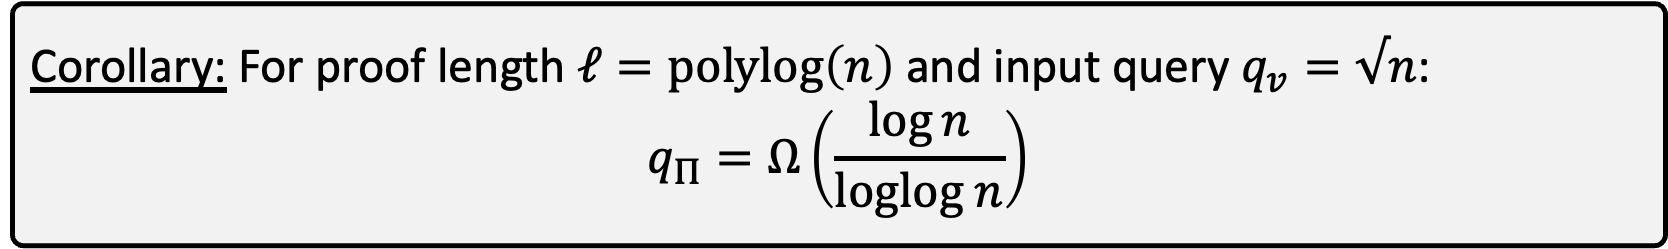 Corollary: For proof length ℓ = polylog(n) and input query q_v = √n:
q_Π = Ω(log n / loglog n)